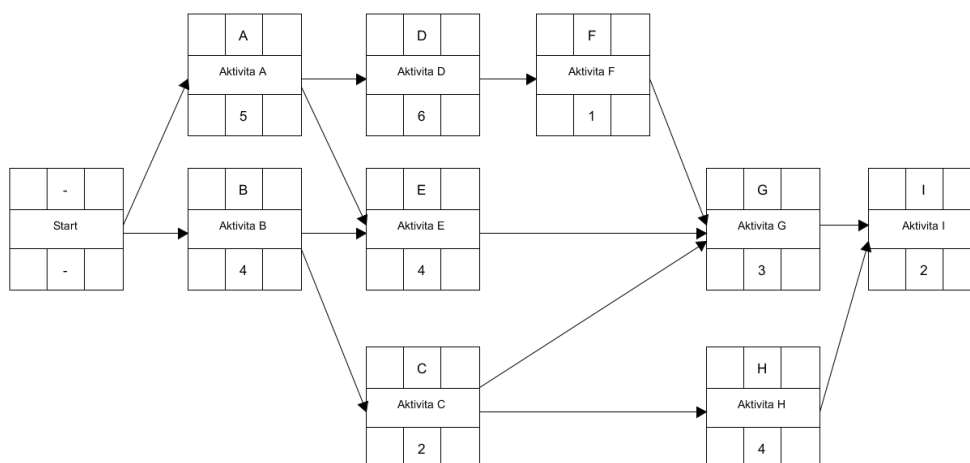 A
Aktivita A
5
D
Aktivita D
6
F
Aktivita F
1
-
Start
-
B
Aktivita B
4
E
Aktivita E
4
G
Aktivita G
3
I
Aktivita I
2
C
Aktivita C
2
H
Aktivita H
4